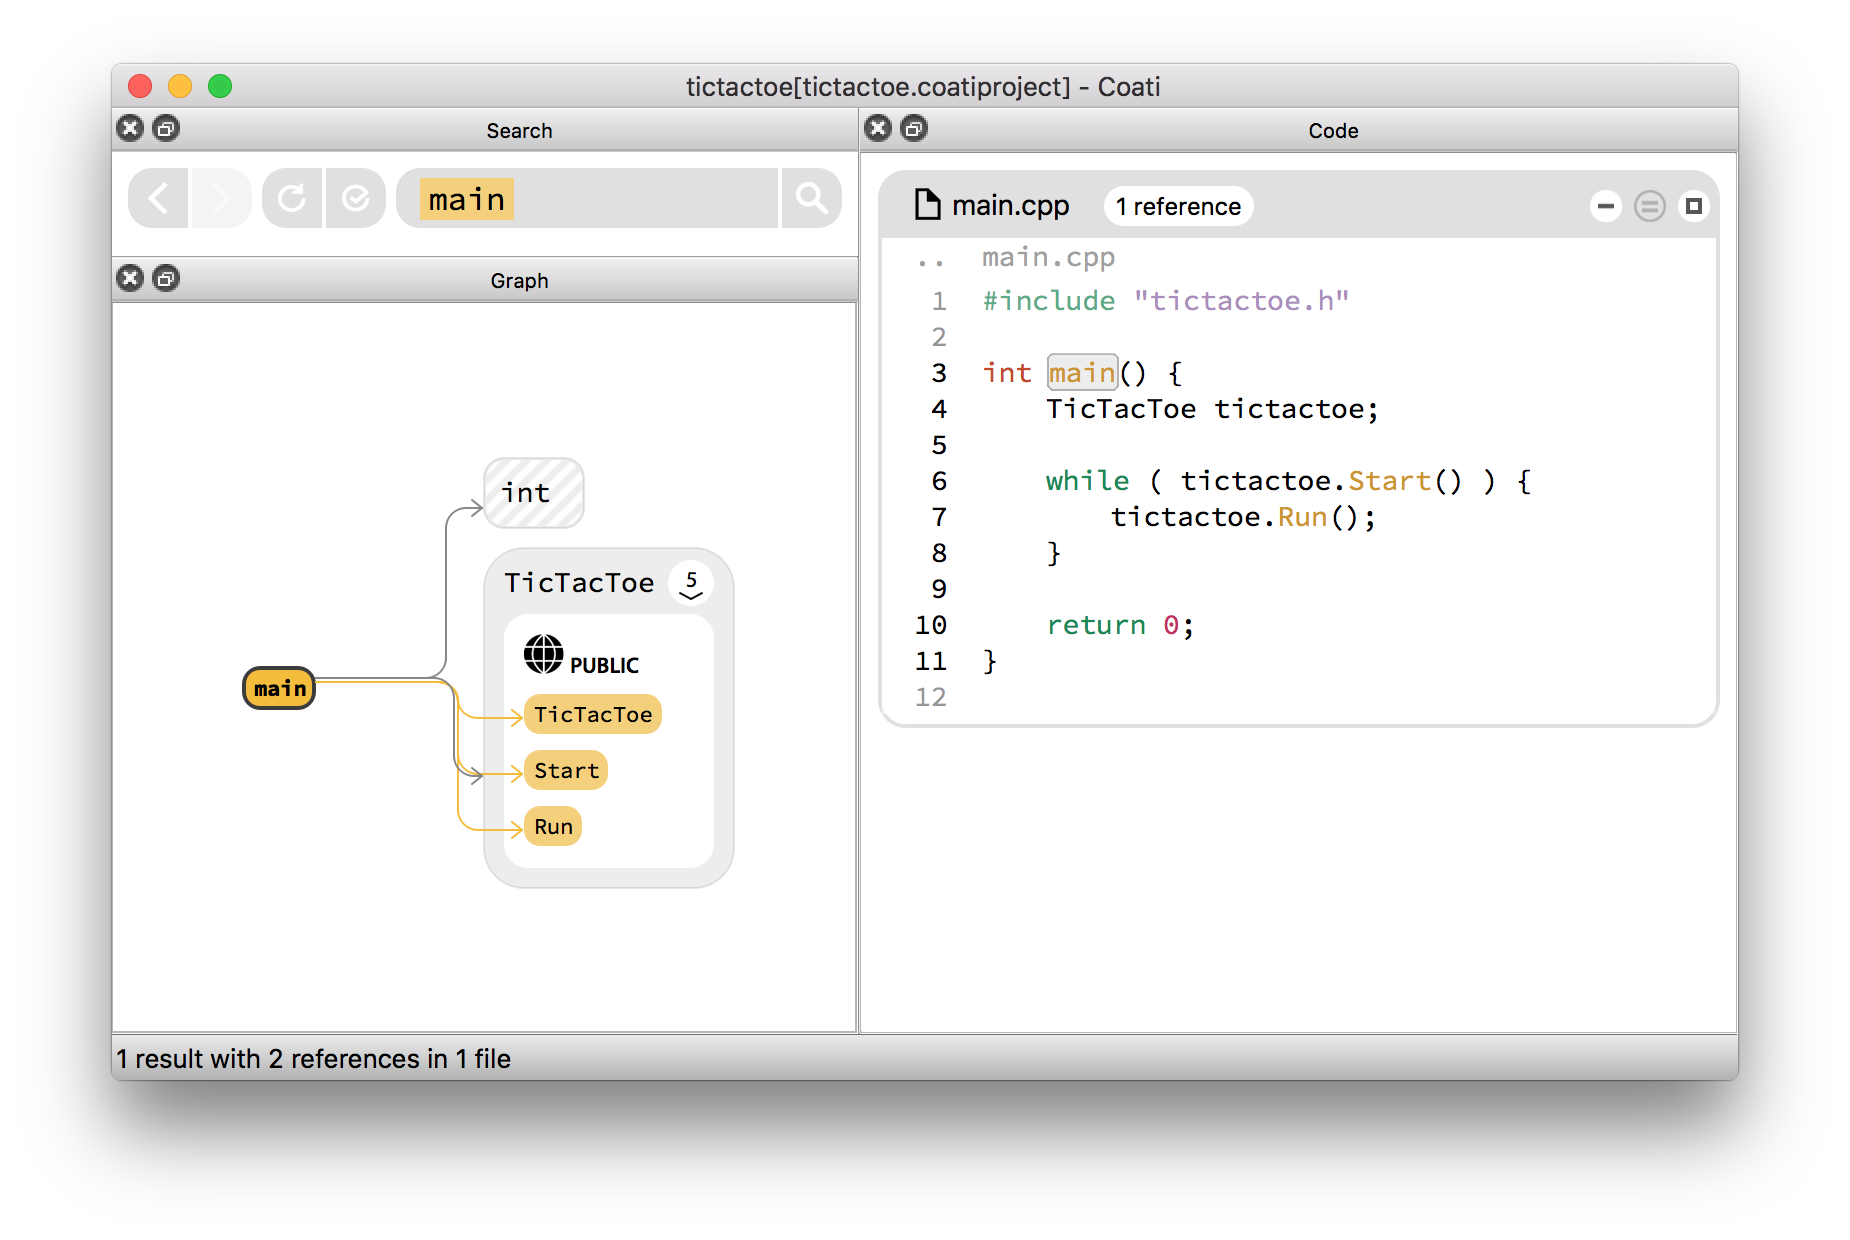 tictactoe[tictactoe.coatiproject] - Coati
Search
main
Graph
int
TicTacToe 5
PUBLIC
main
TicTacToe
Start
Run
Code
main.cpp 1 reference
.. main.cpp
1 #include "tictactoe.h"
2
3 int main() {
4     TicTacToe tictactoe;
5
6     while ( tictactoe.Start() ) {
7         tictactoe.Run();
8     }
9
10     return 0;
11 }
12
1 result with 2 references in 1 file